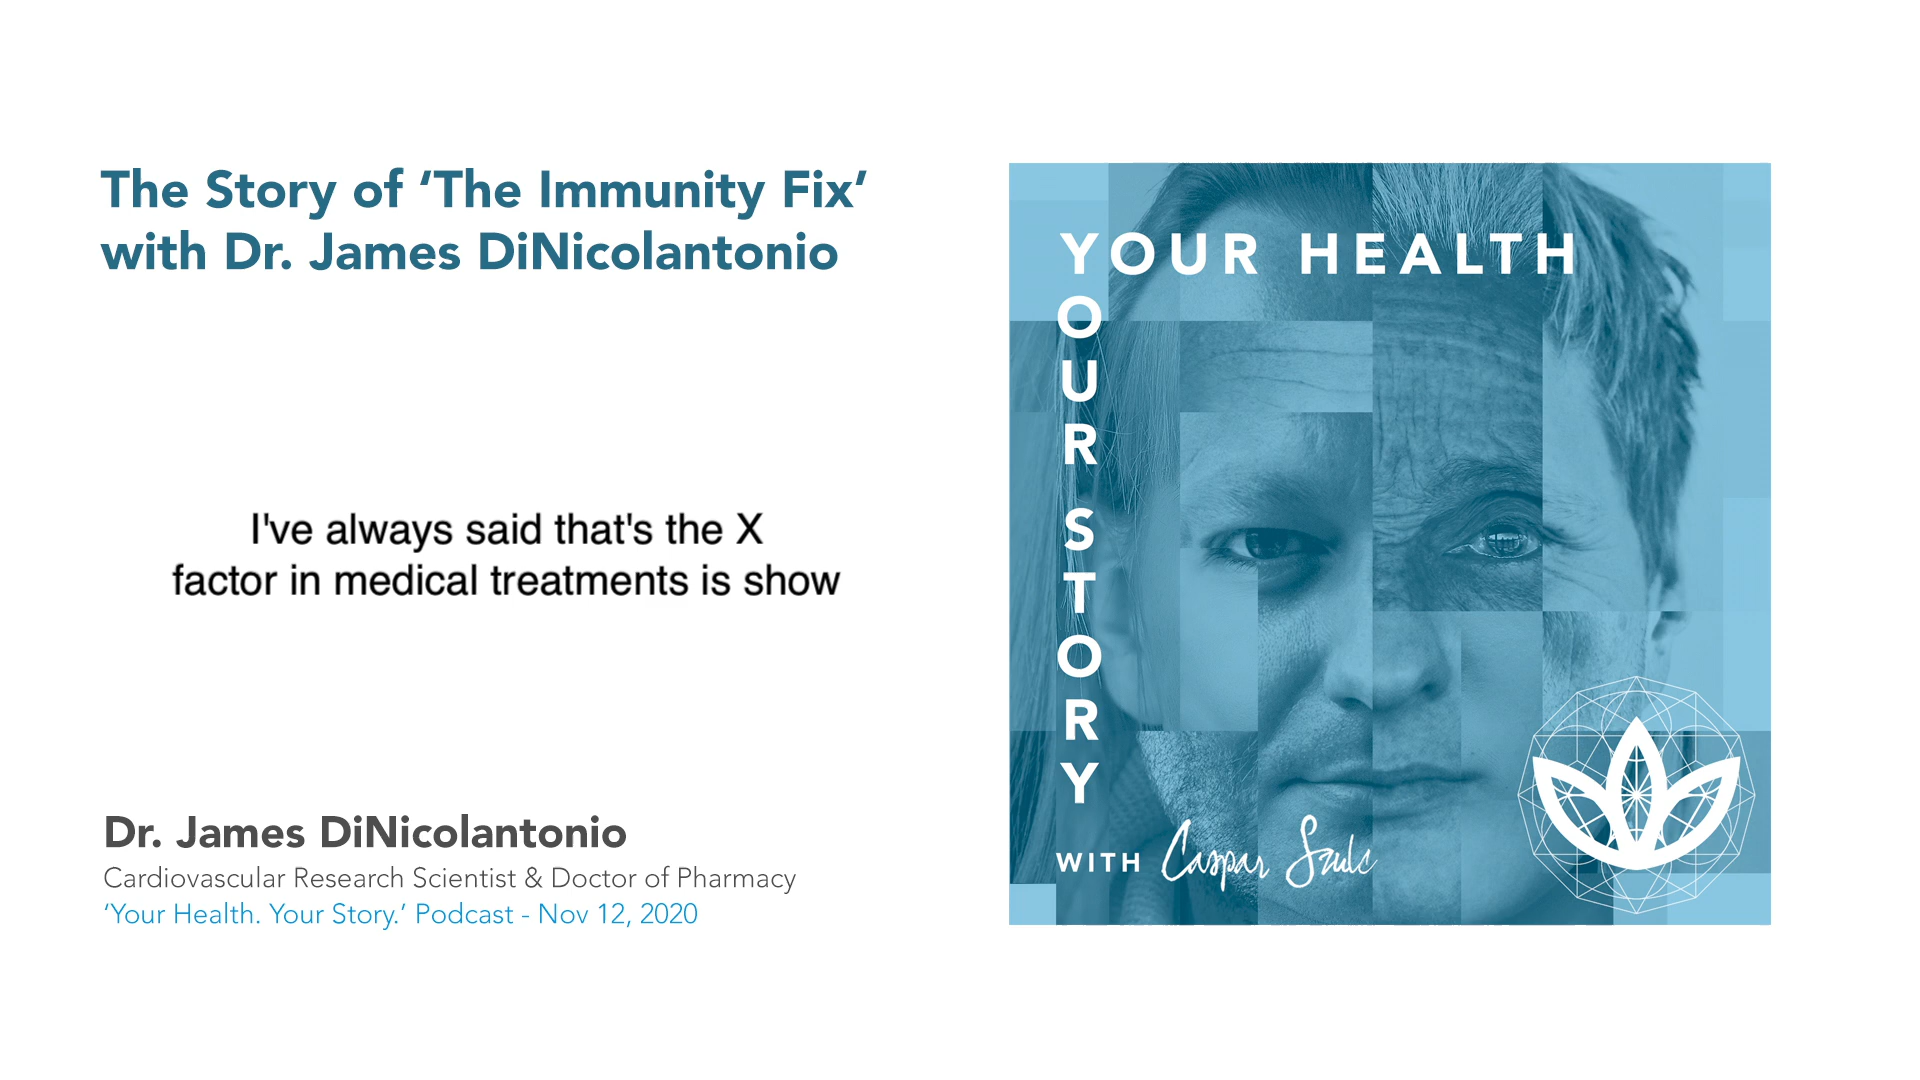 The Story of ‘The Immunity Fix’
with Dr. James DiNicolantonio
I've always said that's the X
factor in medical treatments is show
Dr. James DiNicolantonio
Cardiovascular Research Scientist & Doctor of Pharmacy
‘Your Health. Your Story.’ Podcast - Nov 12, 2020
YOUR HEALTH
YOUR STORY
WITH Caspar Szulc